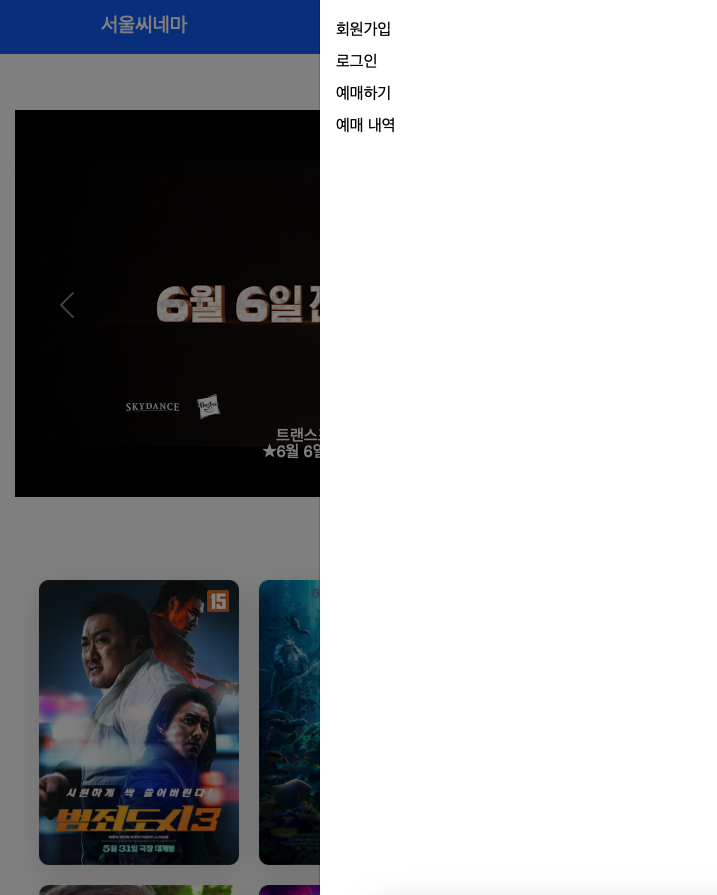 서울씨네마
회원가입
로그인
예매하기
예매 내역
6월 6일
SKYDANCE
Hasbro
트랜스
★6월 6일
15
시원하게 싹 쓸어버린다!
범죄도시3
5월 31일 극장 대개봉